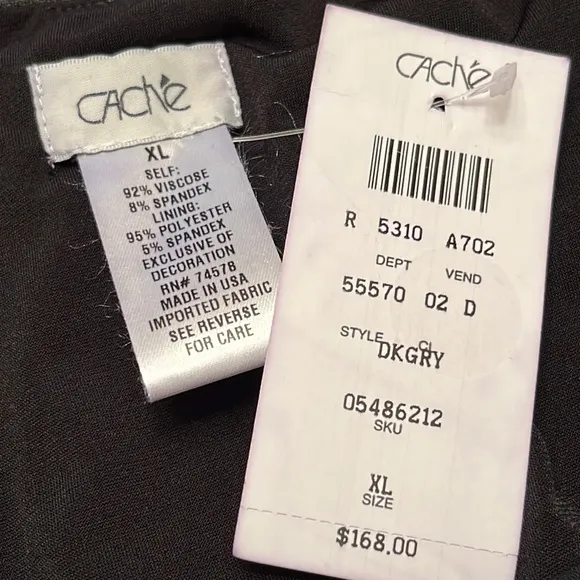 CACHÉ
XL
SELF:
92% VISCOSE
8% SPANDEX
LINING:
95% POLYESTER
5% SPANDEX
EXCLUSIVE OF
DECORATION
RN# 74578
MADE IN USA
IMPORTED FABRIC
SEE REVERSE
FOR CARE
CACHÉ
R 5310 A702
DEPT VEND
55570 02 D
STYLE CL
DKGRY
05486212
SKU
XL
SIZE
$168.00